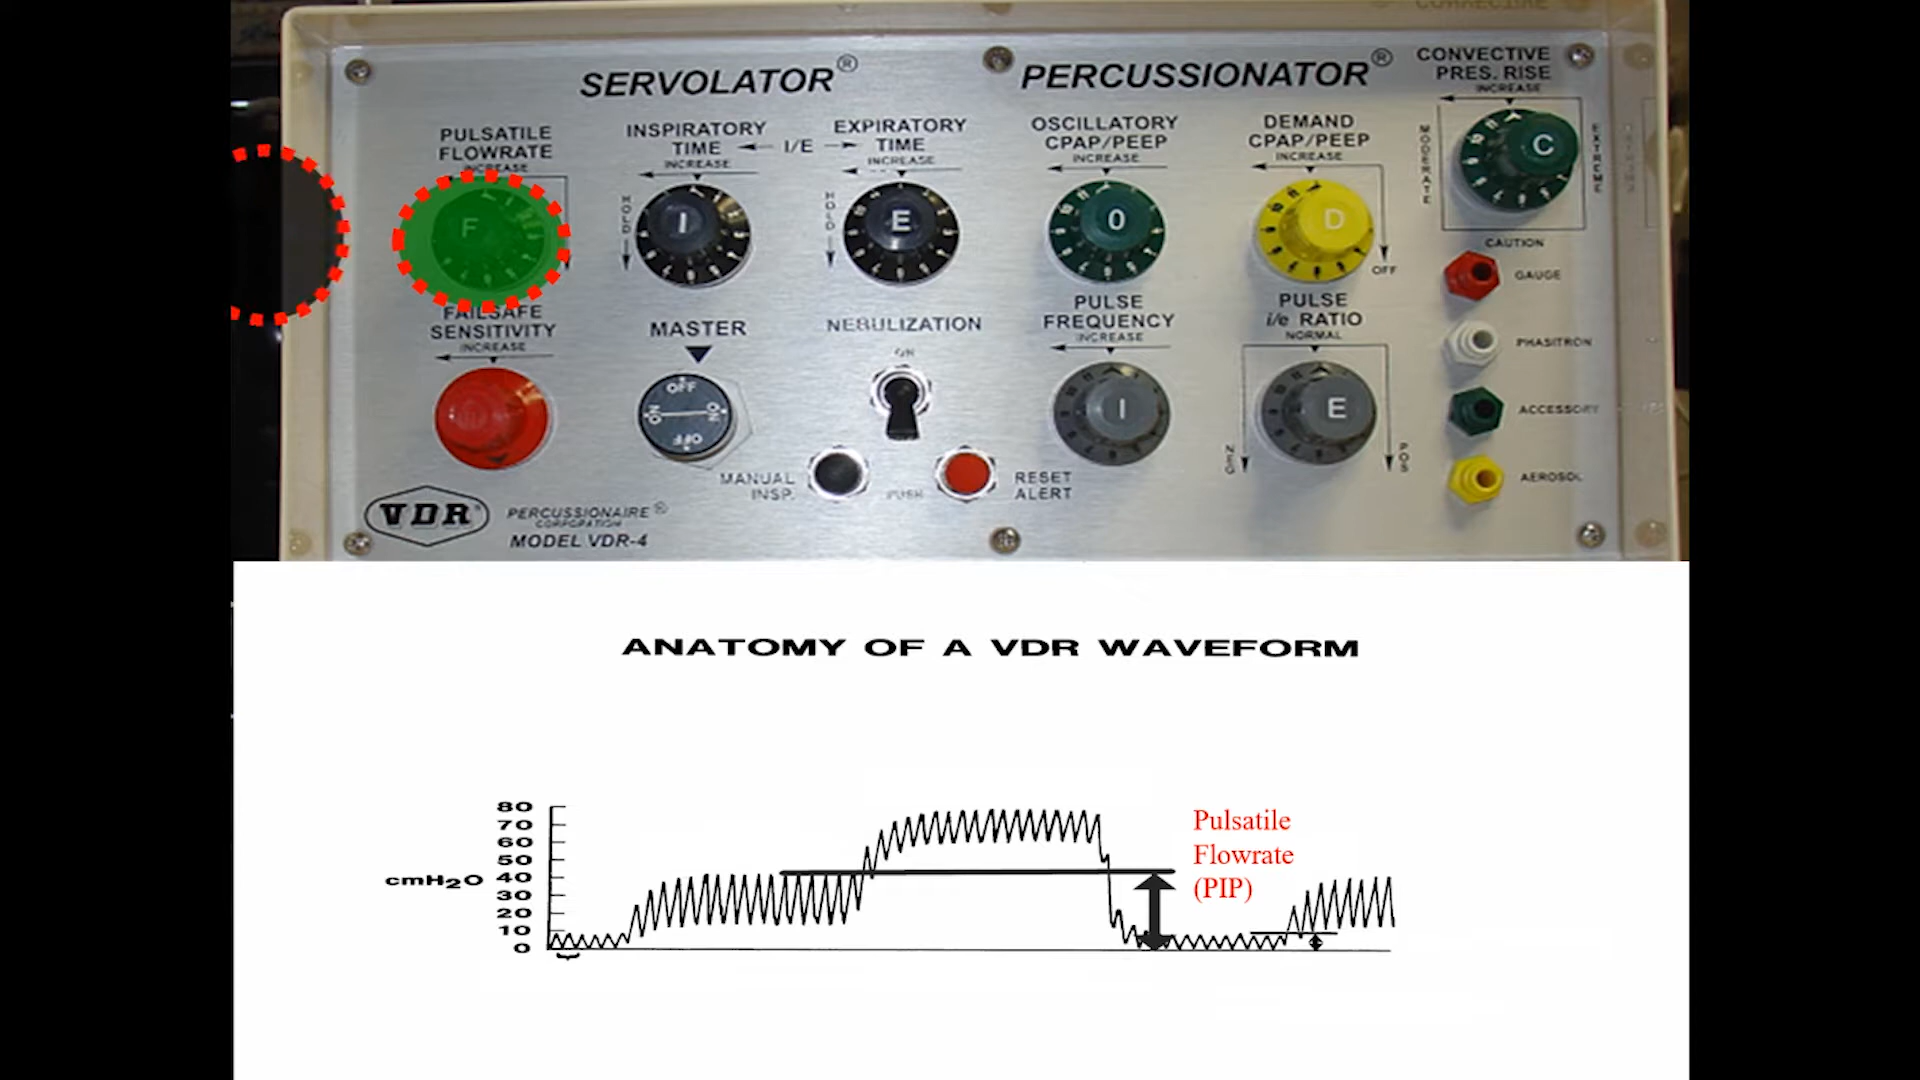 SERVOLATOR®
PERCUSSIONATOR®
CONVECTIVE
PRES. RISE
INCREASE
MODERATE
EXTREME
C
PULSATILE
FLOWRATE
INCREASE
F
INSPIRATORY
TIME
INCREASE
HOLD
I
I/E
EXPIRATORY
TIME
INCREASE
HOLD
E
OSCILLATORY
CPAP/PEEP
INCREASE
O
DEMAND
CPAP/PEEP
INCREASE
D
OFF
CAUTION
GAUGE
PHASITRON
ACCESSORY
AEROSOL
FAILSAFE
SENSITIVITY
INCREASE
MASTER
OFF
ON
NO
OFF
NEBULIZATION
ON
PULSE
FREQUENCY
INCREASE
I
PULSE
i/e RATIO
NORMAL
E
NEG
POS
MANUAL
INSP.
PUSH
RESET
ALERT
VDR®
PERCUSSIONAIRE®
CORPORATION
MODEL VDR-4
ANATOMY OF A VDR WAVEFORM
80
70
60
50
40
30
20
10
0
cmH2O
Pulsatile
Flowrate
(PIP)